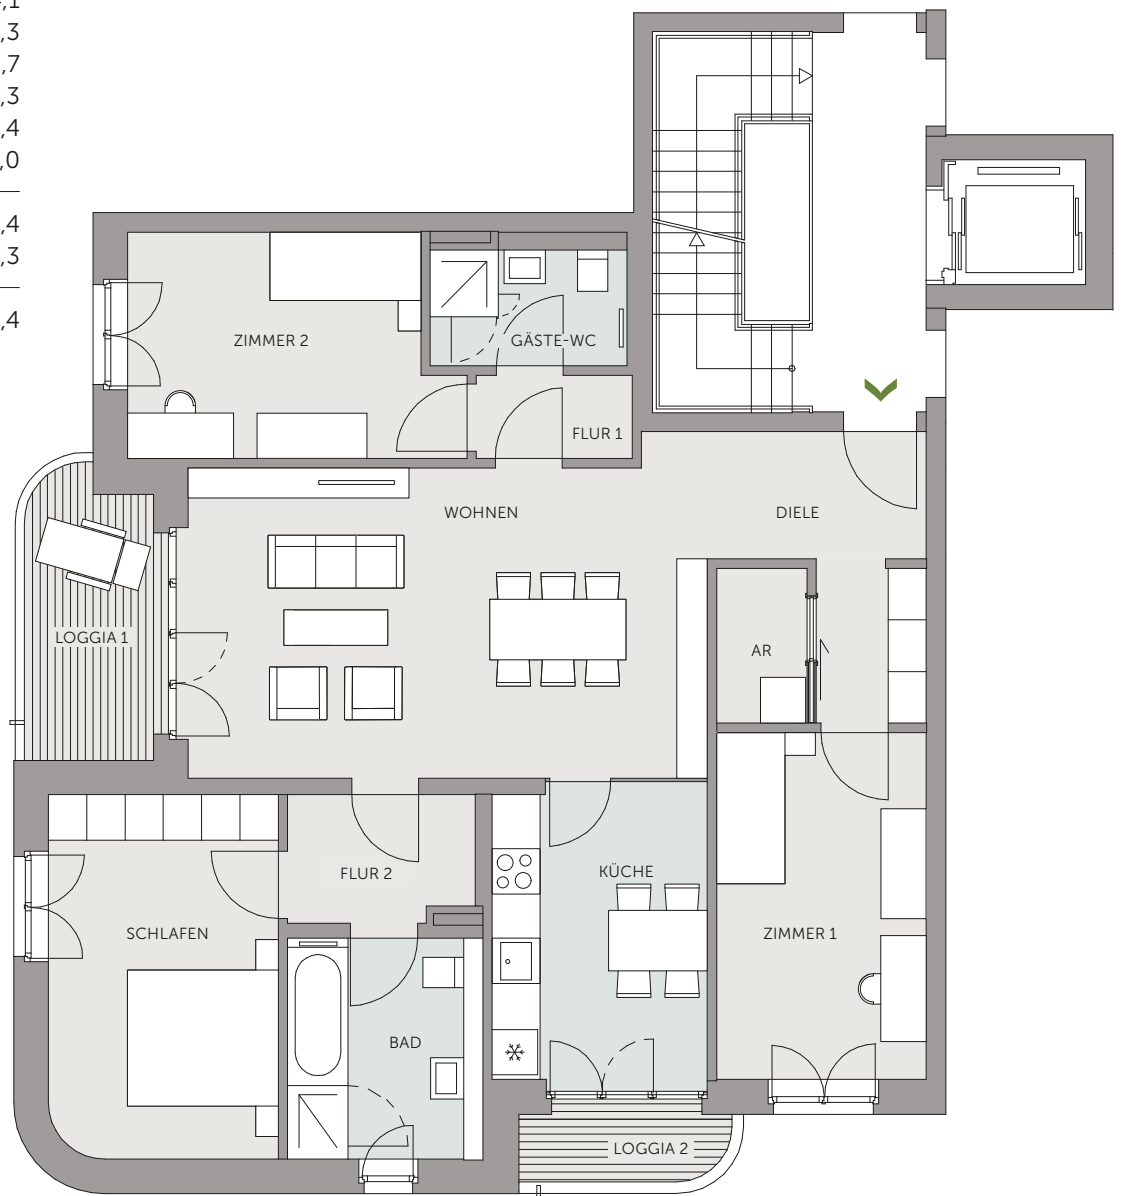 ,3
,7
,3
,4
,0
,4
,3
,4
ZIMMER 2
GÄSTE-WC
FLUR 1
WOHNEN
DIELE
LOGGIA 1
AR
FLUR 2
KÜCHE
SCHLAFEN
ZIMMER 1
BAD
LOGGIA 2